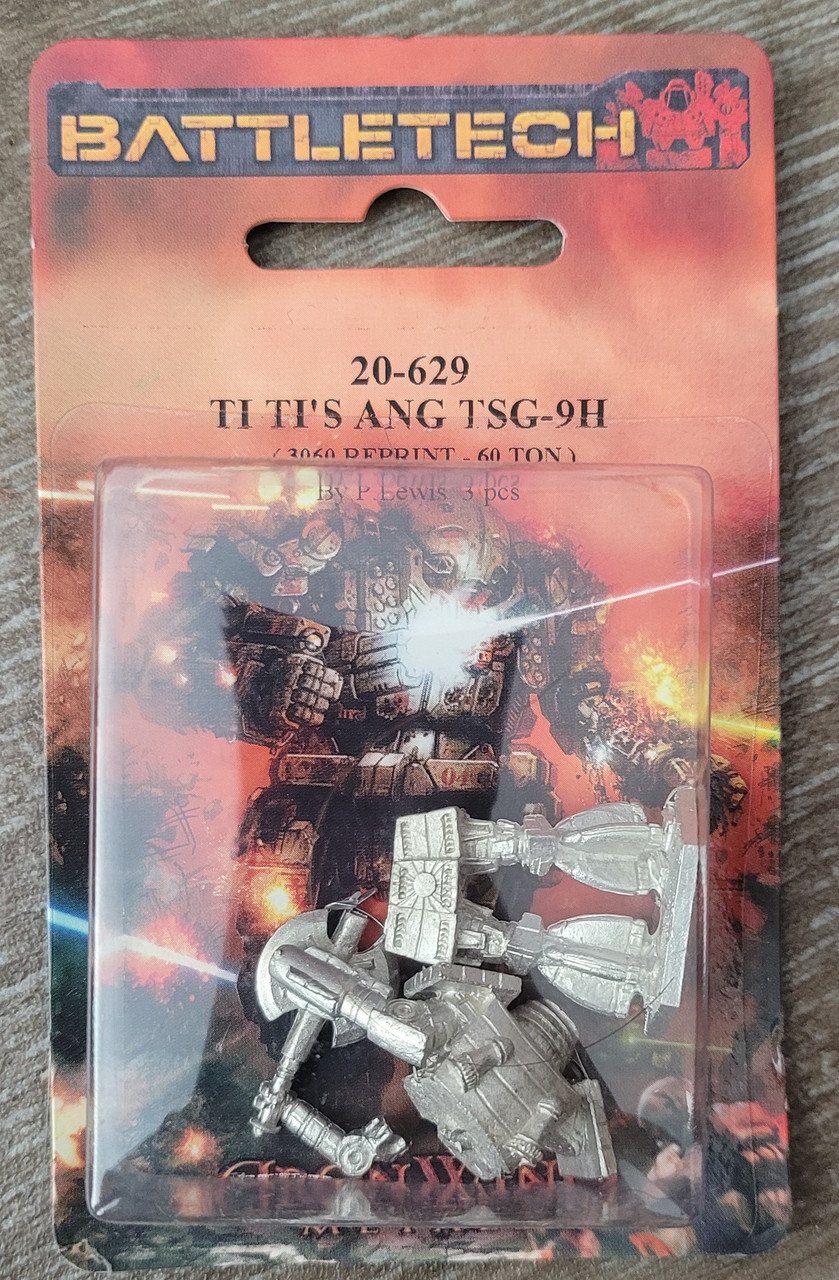 BATTLETECH
20-629
TI TI'S ANG TSG-9H
( 3060 REPRINT - 60 TON )
By P.Lewis 3 pcs